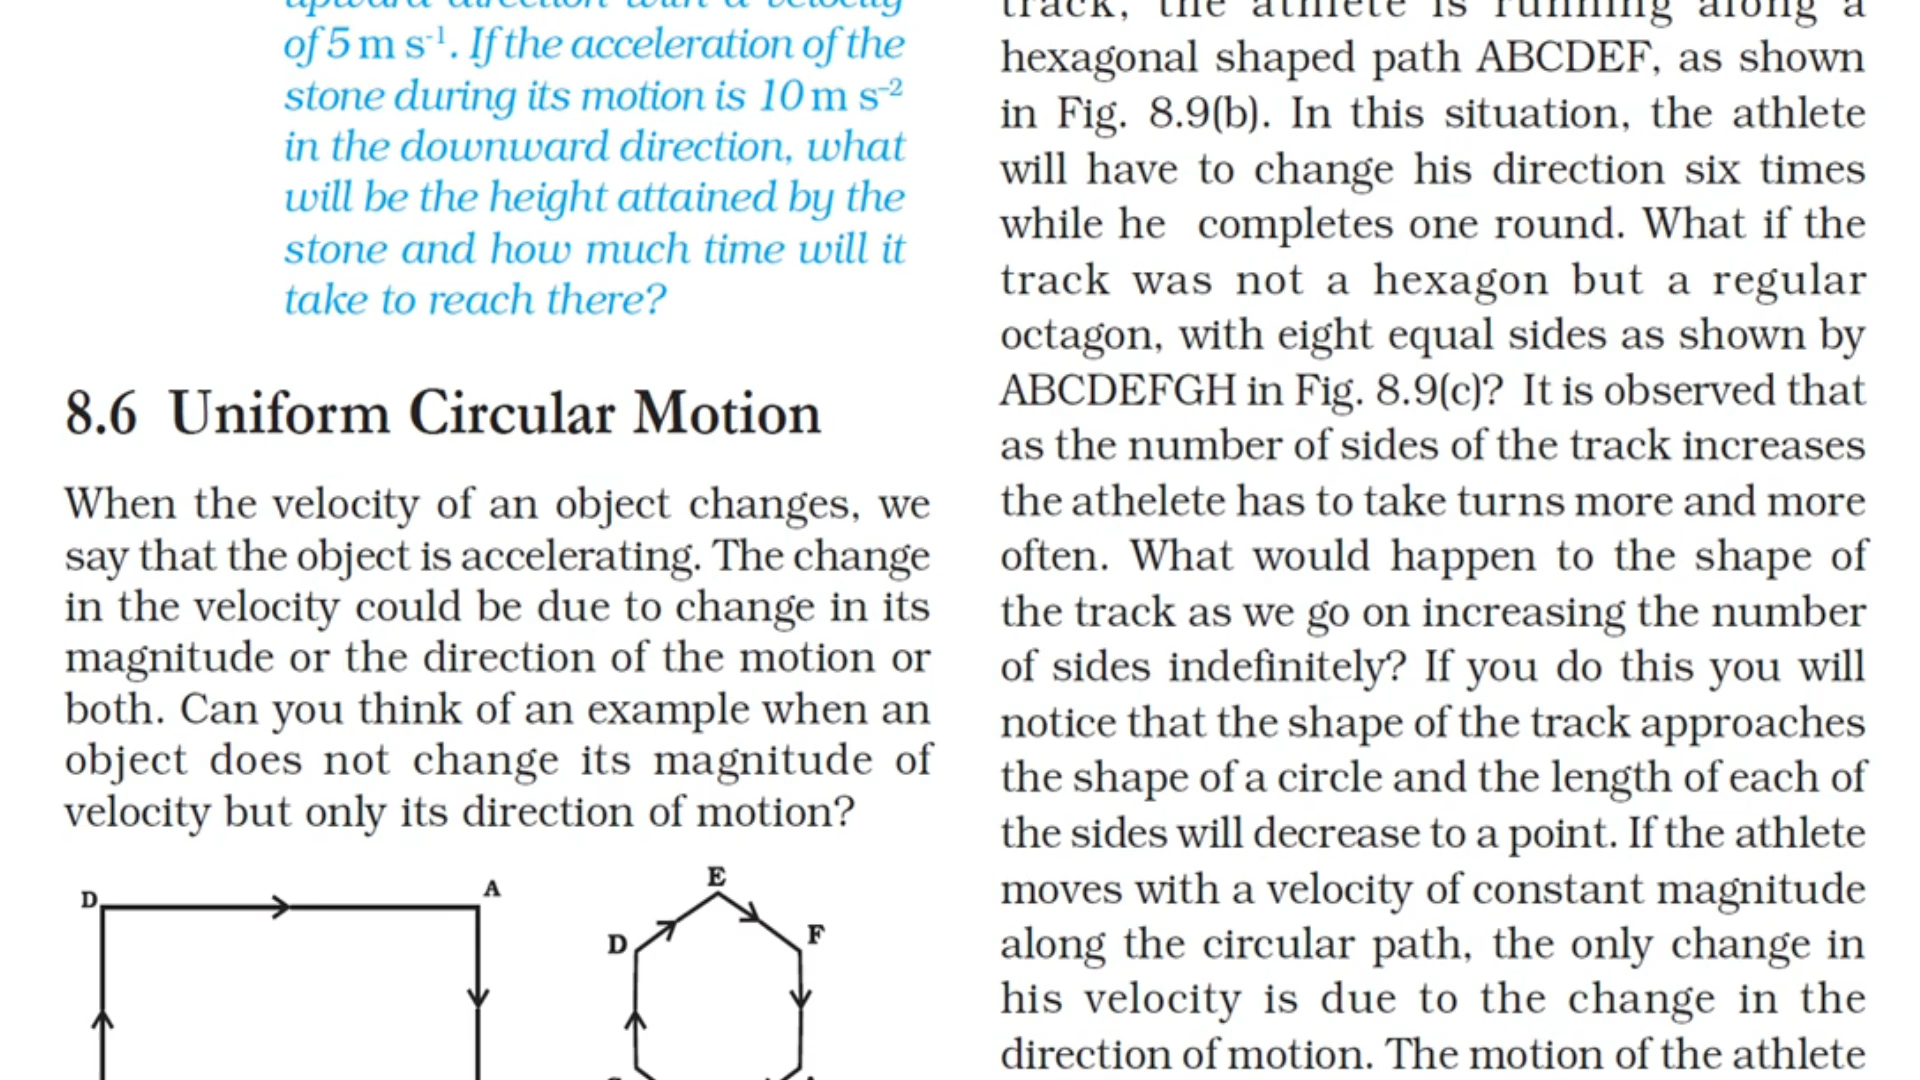 upward direction with a velocity
of 5 m s⁻¹. If the acceleration of the
stone during its motion is 10 m s⁻²
in the downward direction, what
will be the height attained by the
stone and how much time will it
take to reach there?
8.6 Uniform Circular Motion
When the velocity of an object changes, we
say that the object is accelerating. The change
in the velocity could be due to change in its
magnitude or the direction of the motion or
both. Can you think of an example when an
object does not change its magnitude of
velocity but only its direction of motion?
D
A
E
D
F
track, the athlete is running along a
hexagonal shaped path ABCDEF, as shown
in Fig. 8.9(b). In this situation, the athlete
will have to change his direction six times
while he completes one round. What if the
track was not a hexagon but a regular
octagon, with eight equal sides as shown by
ABCDEFGH in Fig. 8.9(c)? It is observed that
as the number of sides of the track increases
the athelete has to take turns more and more
often. What would happen to the shape of
the track as we go on increasing the number
of sides indefinitely? If you do this you will
notice that the shape of the track approaches
the shape of a circle and the length of each of
the sides will decrease to a point. If the athlete
moves with a velocity of constant magnitude
along the circular path, the only change in
his velocity is due to the change in the
direction of motion. The motion of the athlete